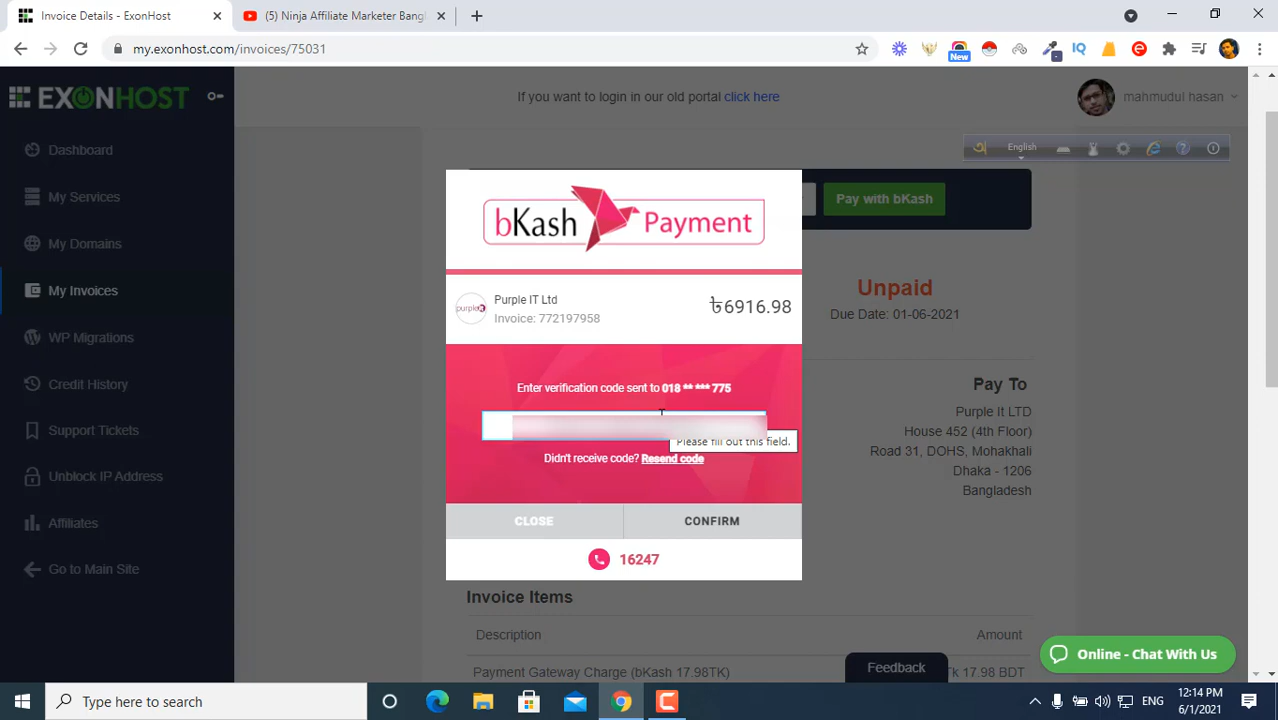 Invoice Details - ExonHost
(5) Ninja Affiliate Marketer Bangl
my.exonhost.com/invoices/75031
New
IQ
EXONHOST
If you want to login in our old portal click here
mahmudul hasan
English
Dashboard
My Services
My Domains
My Invoices
WP Migrations
Credit History
Support Tickets
Unblock IP Address
Affiliates
Go to Main Site
Pay with bKash
bKash Payment
Purple IT Ltd
Invoice: 772197958
৳6916.98
Unpaid
Due Date: 01-06-2021
Enter verification code sent to 018 ** *** 775
Please fill out this field.
Didn't receive code? Resend code
CLOSE
CONFIRM
16247
Pay To
Purple It LTD
House 452 (4th Floor)
Road 31, DOHS, Mohakhali
Dhaka - 1206
Bangladesh
Invoice Items
Description
Amount
Payment Gateway Charge (bKash 17.98TK)
Tk 17.98 BDT
Feedback
Online - Chat With Us
Type here to search
ENG
12:14 PM
6/1/2021